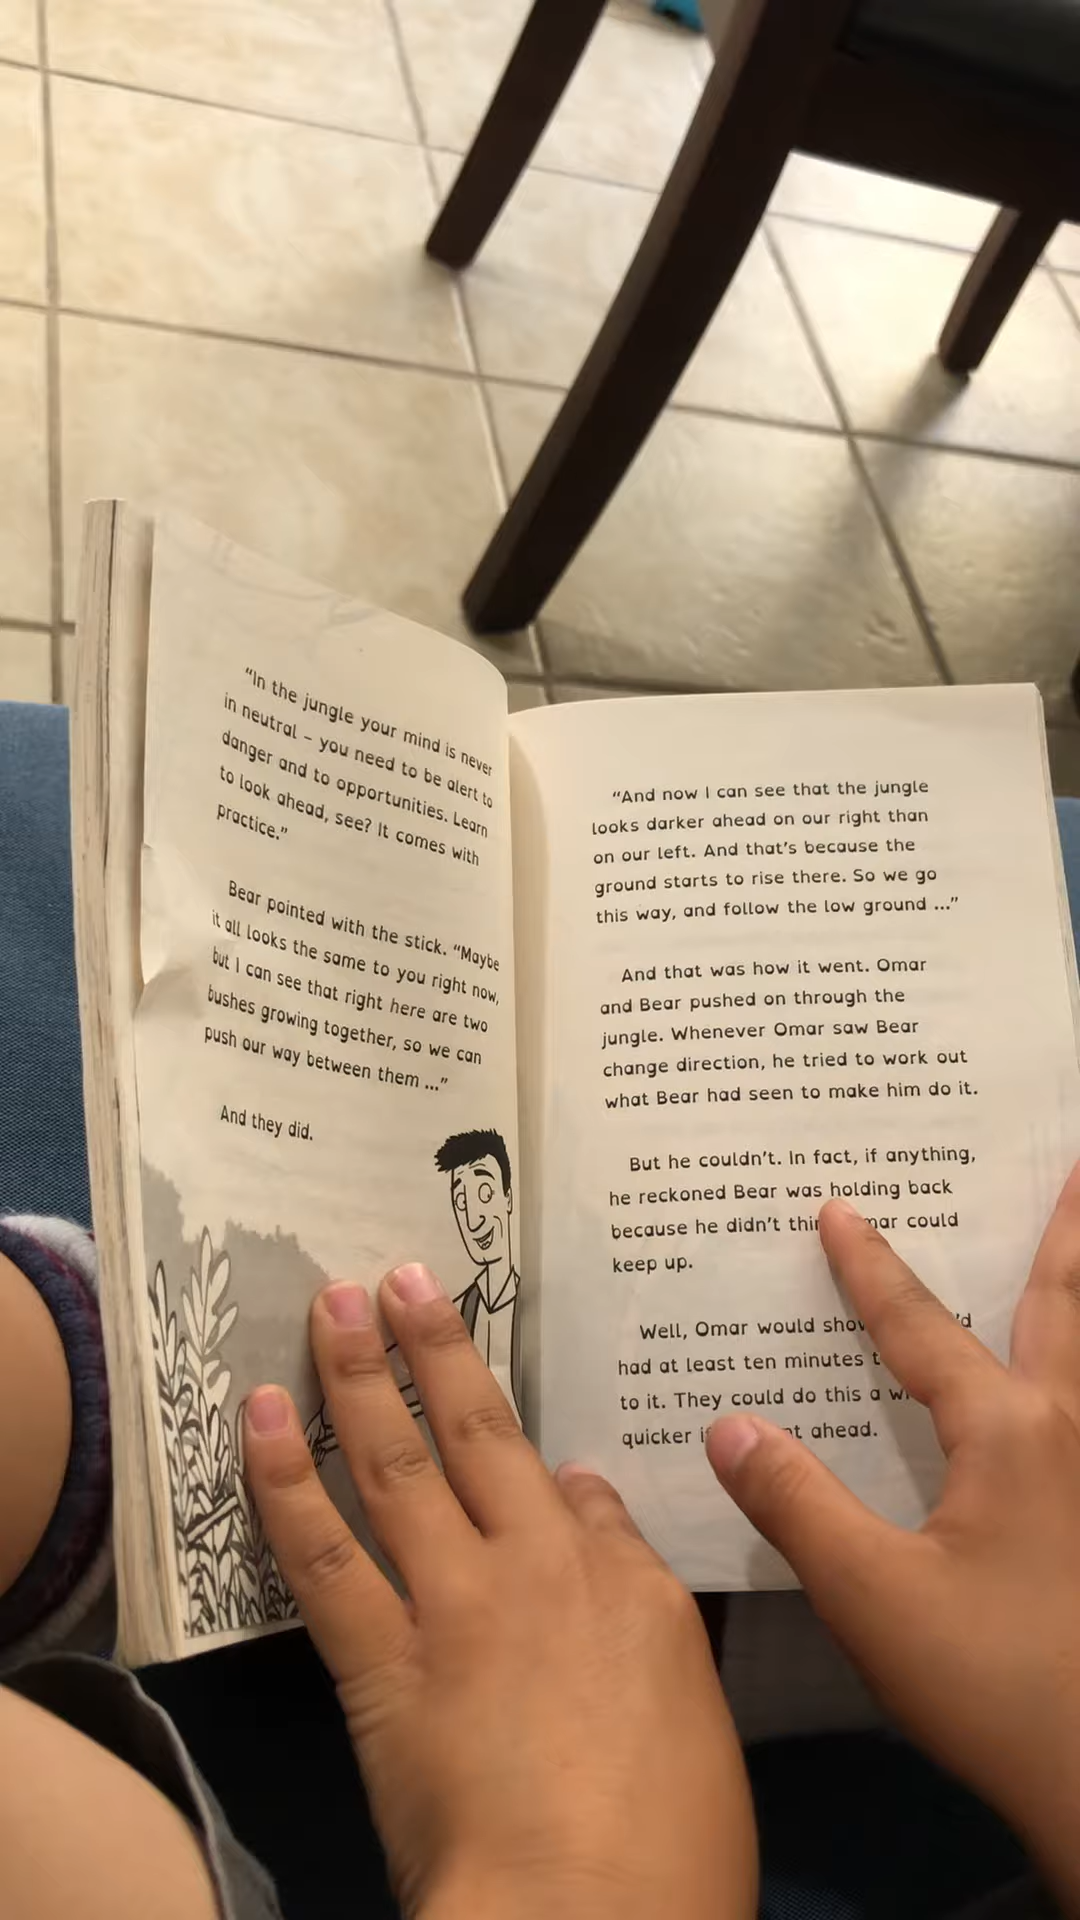 "In the jungle your mind is never
in neutral – you need to be alert to
danger and to opportunities. Learn
to look ahead, see? It comes with
practice."
Bear pointed with the stick. "Maybe
it all looks the same to you right now,
but I can see that right here are two
bushes growing together, so we can
push our way between them ..."
And they did.
"And now I can see that the jungle
looks darker ahead on our right than
on our left. And that's because the
ground starts to rise there. So we go
this way, and follow the low ground ..."
And that was how it went. Omar
and Bear pushed on through the
jungle. Whenever Omar saw Bear
change direction, he tried to work out
what Bear had seen to make him do it.
But he couldn't. In fact, if anything,
he reckoned Bear was holding back
because he didn't could
keep up.
Well, Omar would
had at least ten minutes
to it. They could do this a
quicker ahead.